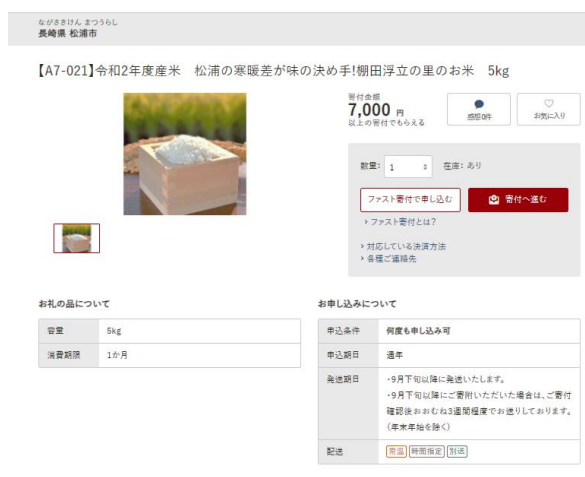 ながさきけん まつうらし
長崎県 松浦市
【A7-021】令和2年度産米 松浦の寒暖差が味の決め手!棚田浮立の里のお米 5kg
寄付金額
7,000 円
以上の寄付でもらえる
感想0件
お気に入り
数量: 1 在庫: あり
ファスト寄付で申し込む
寄付へ進む
› ファスト寄付とは?
› 対応している決済方法
› 各種ご連絡先
お礼の品について
容量 5kg
消費期限 1か月
お申し込みについて
申込条件 何度も申し込み可
申込期日 通年
発送期日 ・9月下旬以降に発送いたします。
・9月下旬以降にご寄附いただいた場合は、ご寄付
確認後おおむね3週間程度でお送りしております。
(年末年始を除く)
配送 常温 時間指定 別送